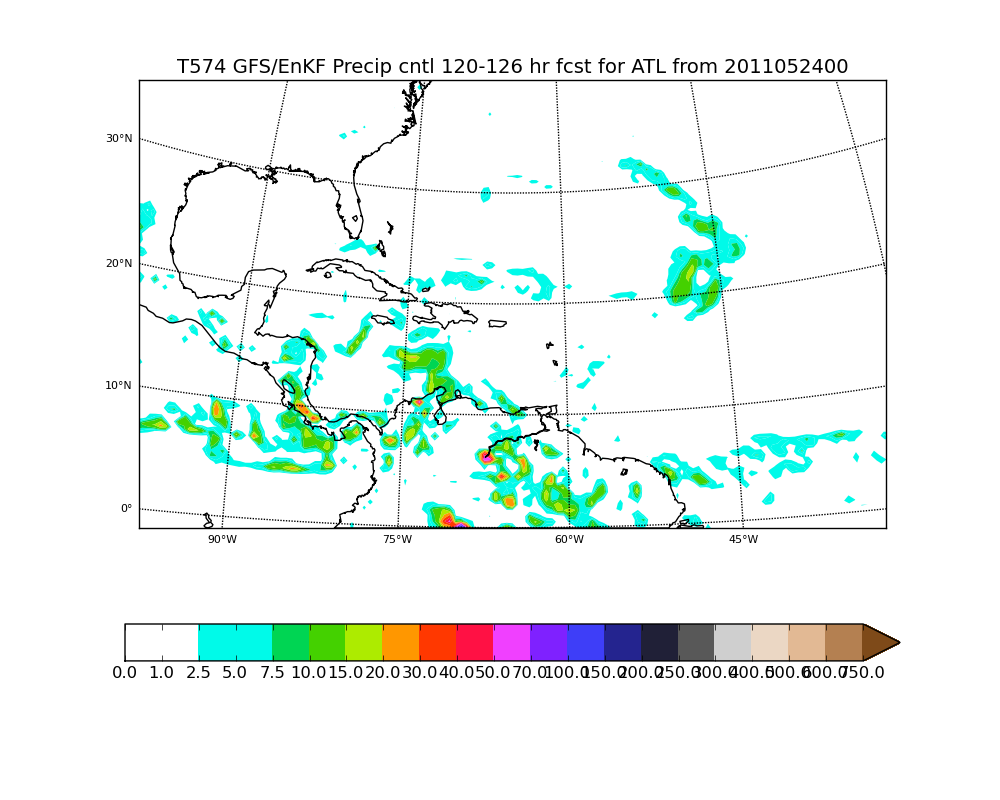 T574 GFS/EnKF Precip cntl 120-126 hr fcst for ATL from 2011052400
30°N
20°N
10°N
0°
90°W 75°W 60°W 45°W
0.0 1.0 2.5 5.0 7.5 10.0 15.0 20.0 30.0 40.0 50.0 70.0 100.0 150.0 200.0 250.0 300.0 400.0 500.0 600.0 750.0